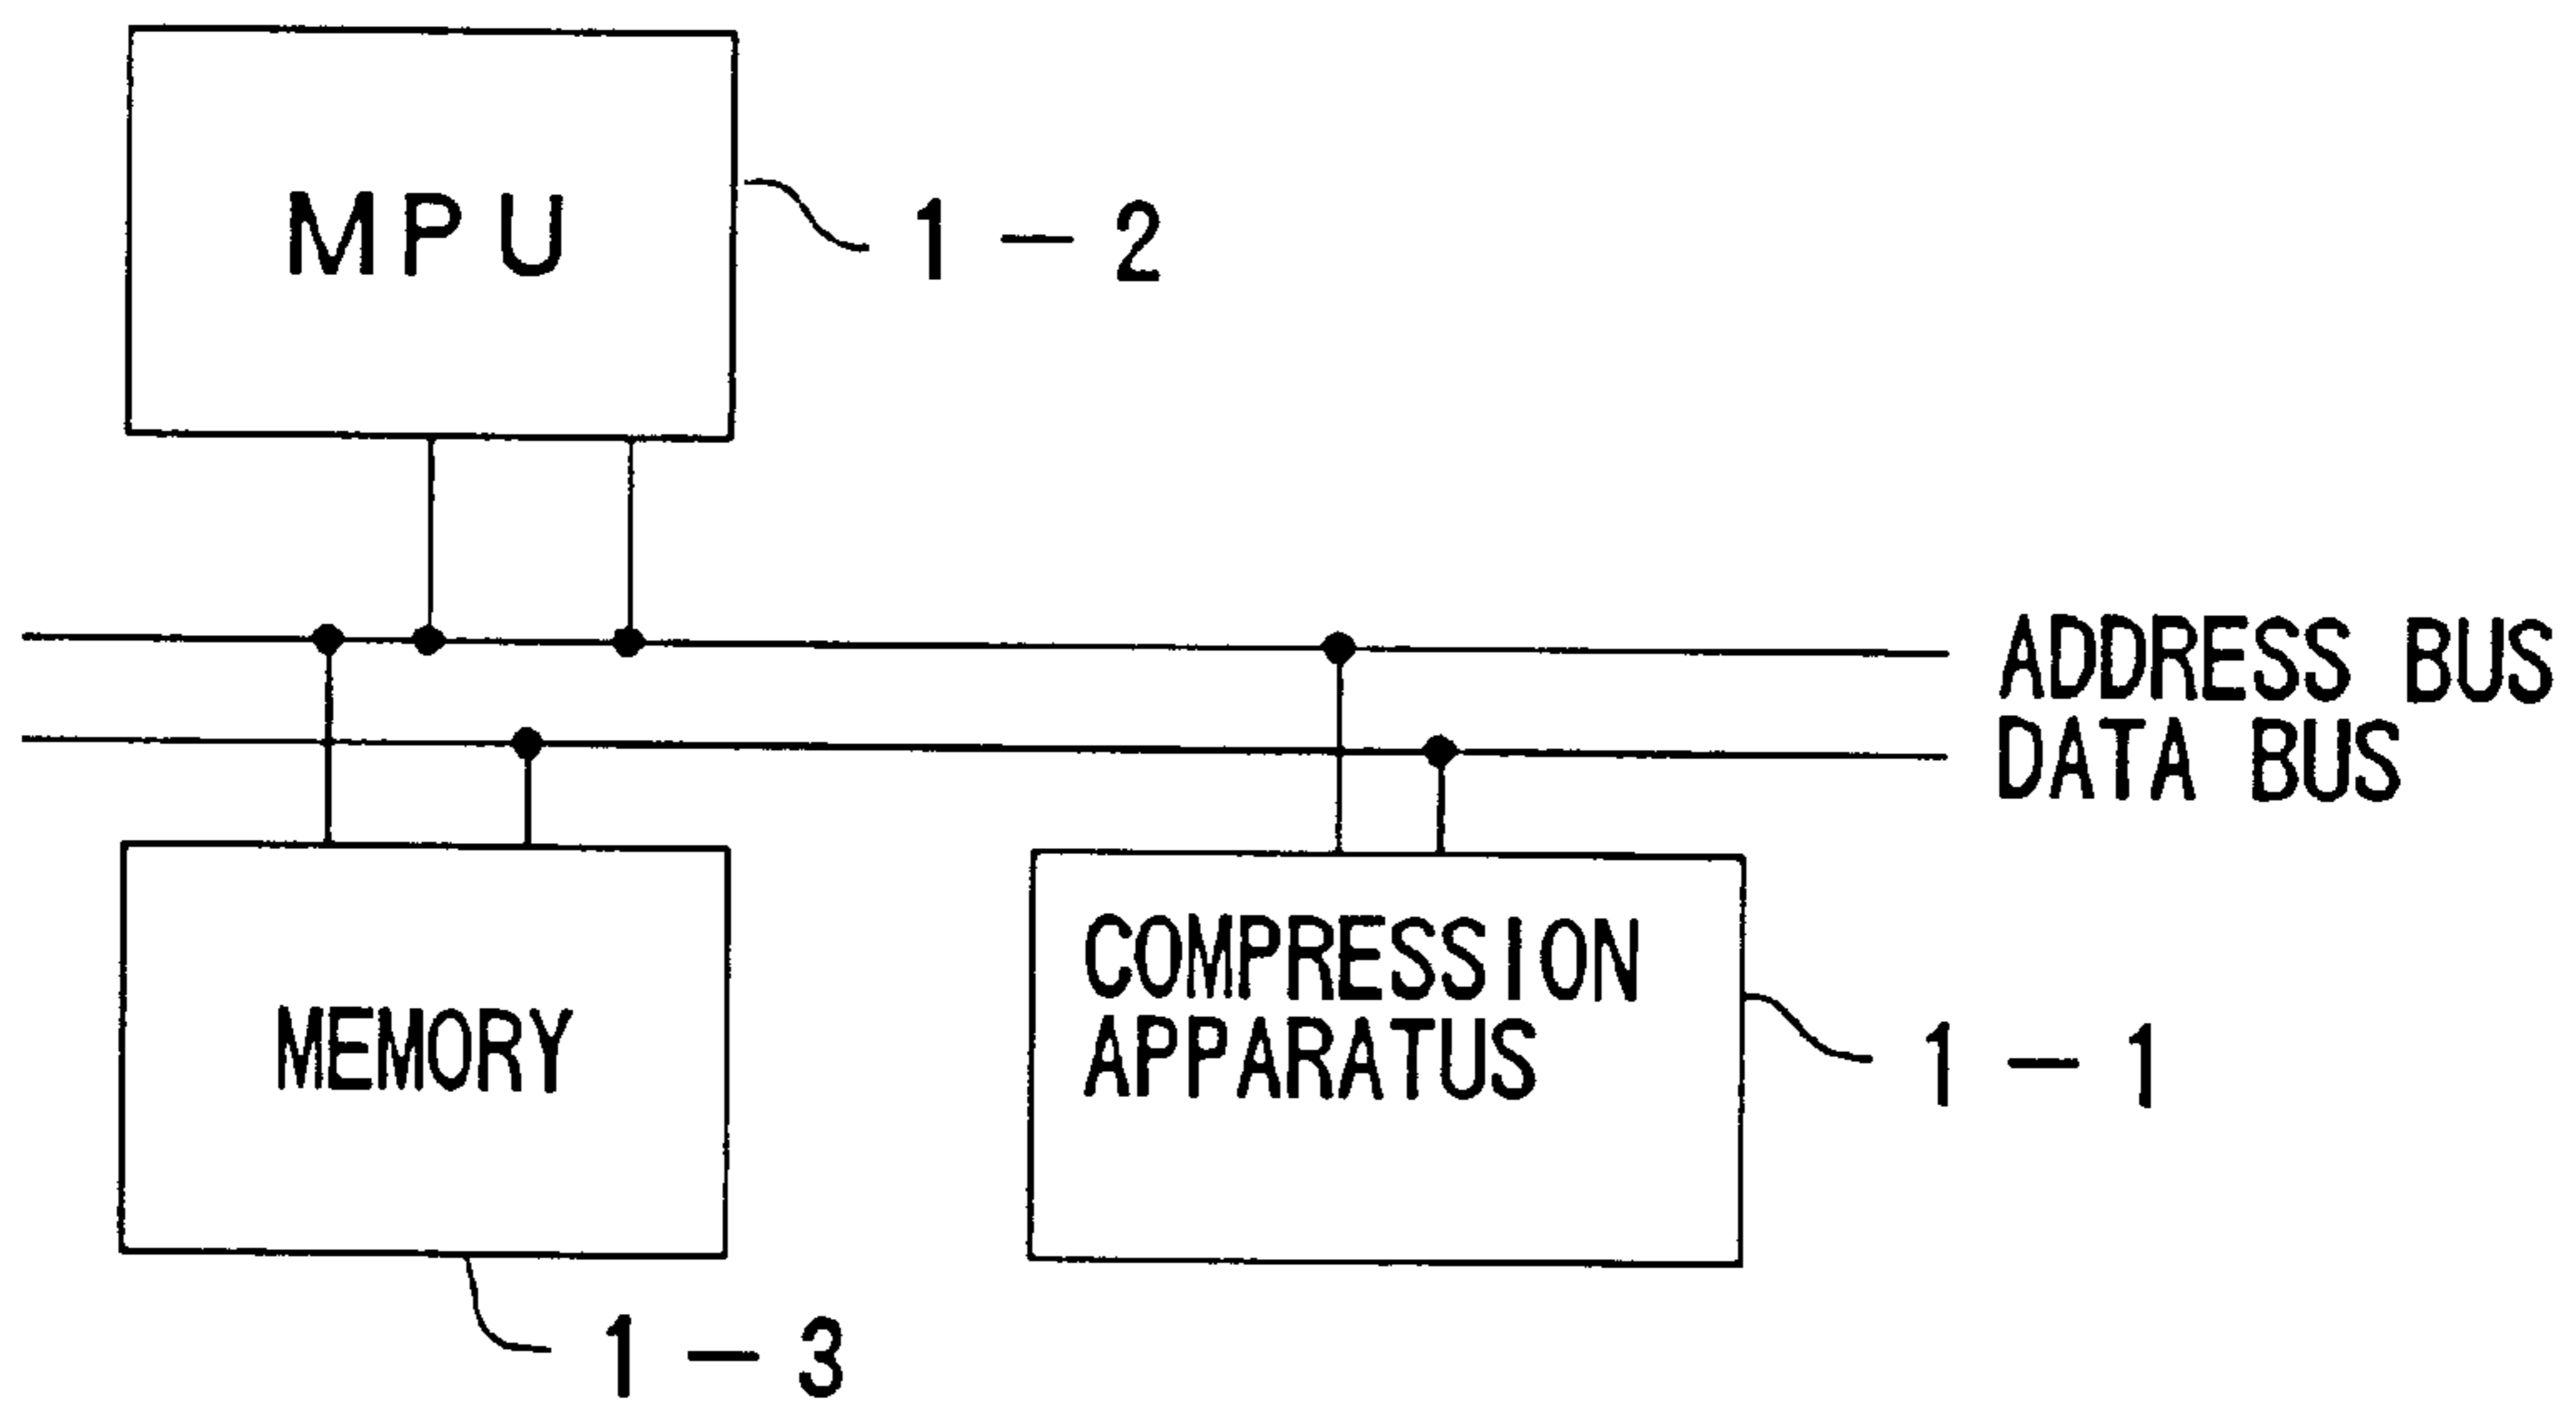 MPU
1-2
ADDRESS BUS
DATA BUS
MEMORY
COMPRESSION
APPARATUS
1-1
1-3